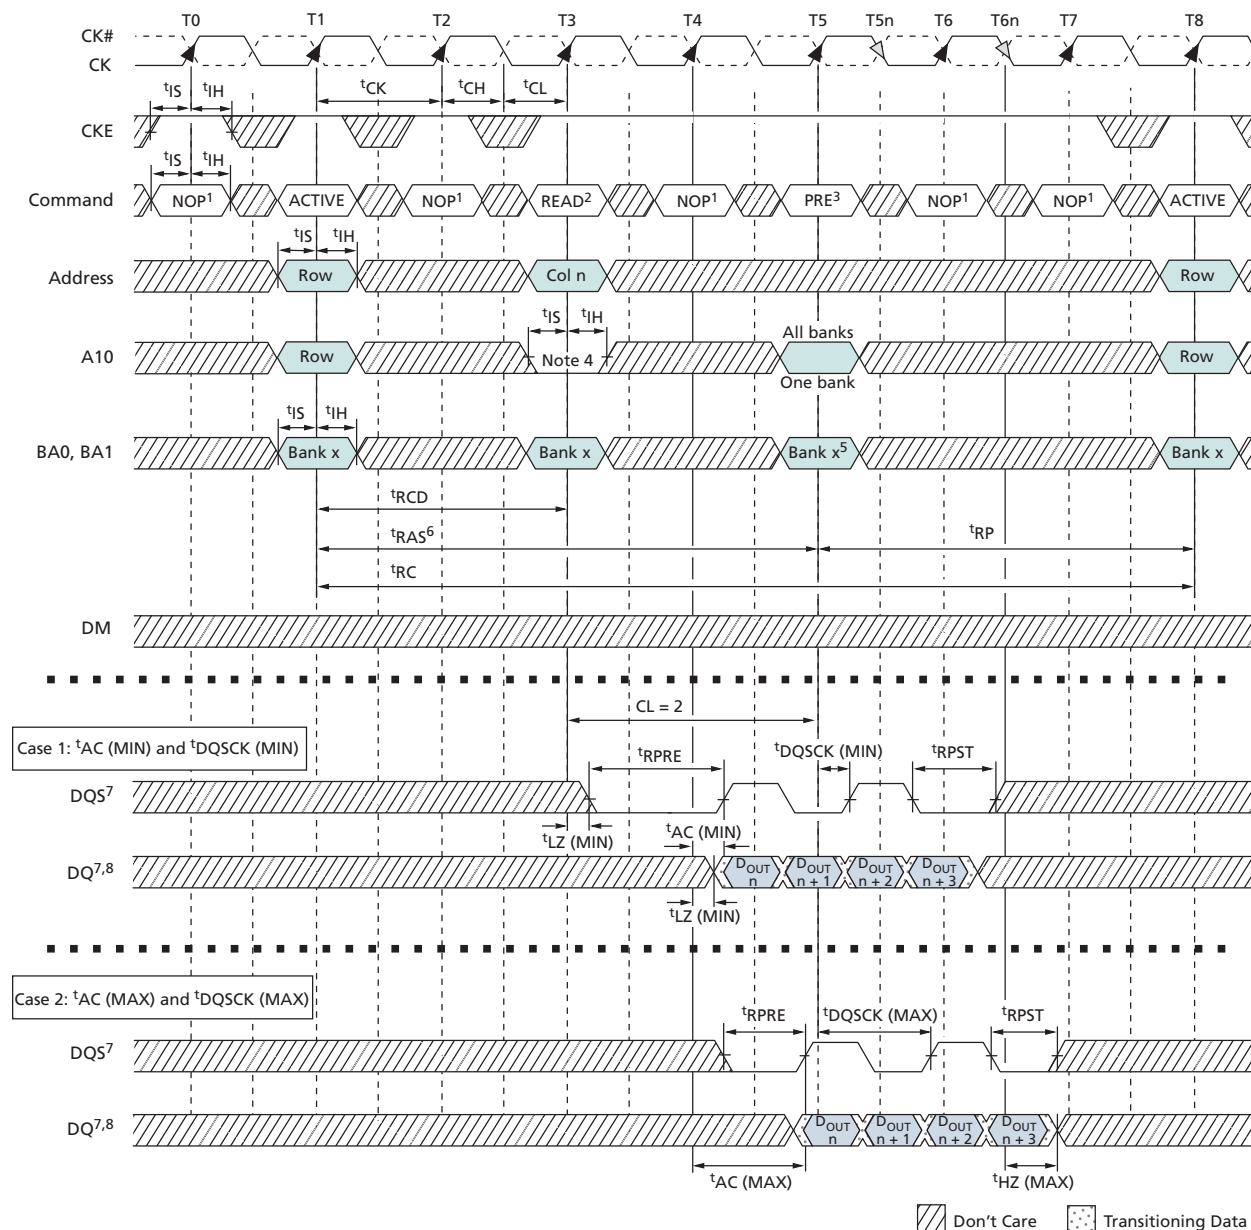 T0 T1 T2 T3 T4 T5 T5n T6 T6n T7 T8
CK#
CK
tIS tIH tCK tCH tCL
CKE
tIS tIH
Command NOP1 ACTIVE NOP1 READ2 NOP1 PRE3 NOP1 NOP1 ACTIVE
tIS tIH
Address Row Col n Row
tIS tIH All banks
A10 Row Note 4 Row
One bank
tIS tIH
BA0, BA1 Bank x Bank x Bank x5 Bank x
tRCD
tRAS6 tRP
tRC
DM
CL = 2
Case 1: tAC (MIN) and tDQSCK (MIN)
tRPRE tDQSCK (MIN) tRPST
DQS7
tLZ (MIN) tAC (MIN)
DQ7,8 DOUT n DOUT n + 1 DOUT n + 2 DOUT n + 3
tLZ (MIN)
Case 2: tAC (MAX) and tDQSCK (MAX)
tRPRE tDQSCK (MAX) tRPST
DQS7
DQ7,8 DOUT n DOUT n + 1 DOUT n + 2 DOUT n + 3
tAC (MAX) tHZ (MAX)
Don't Care Transitioning Data